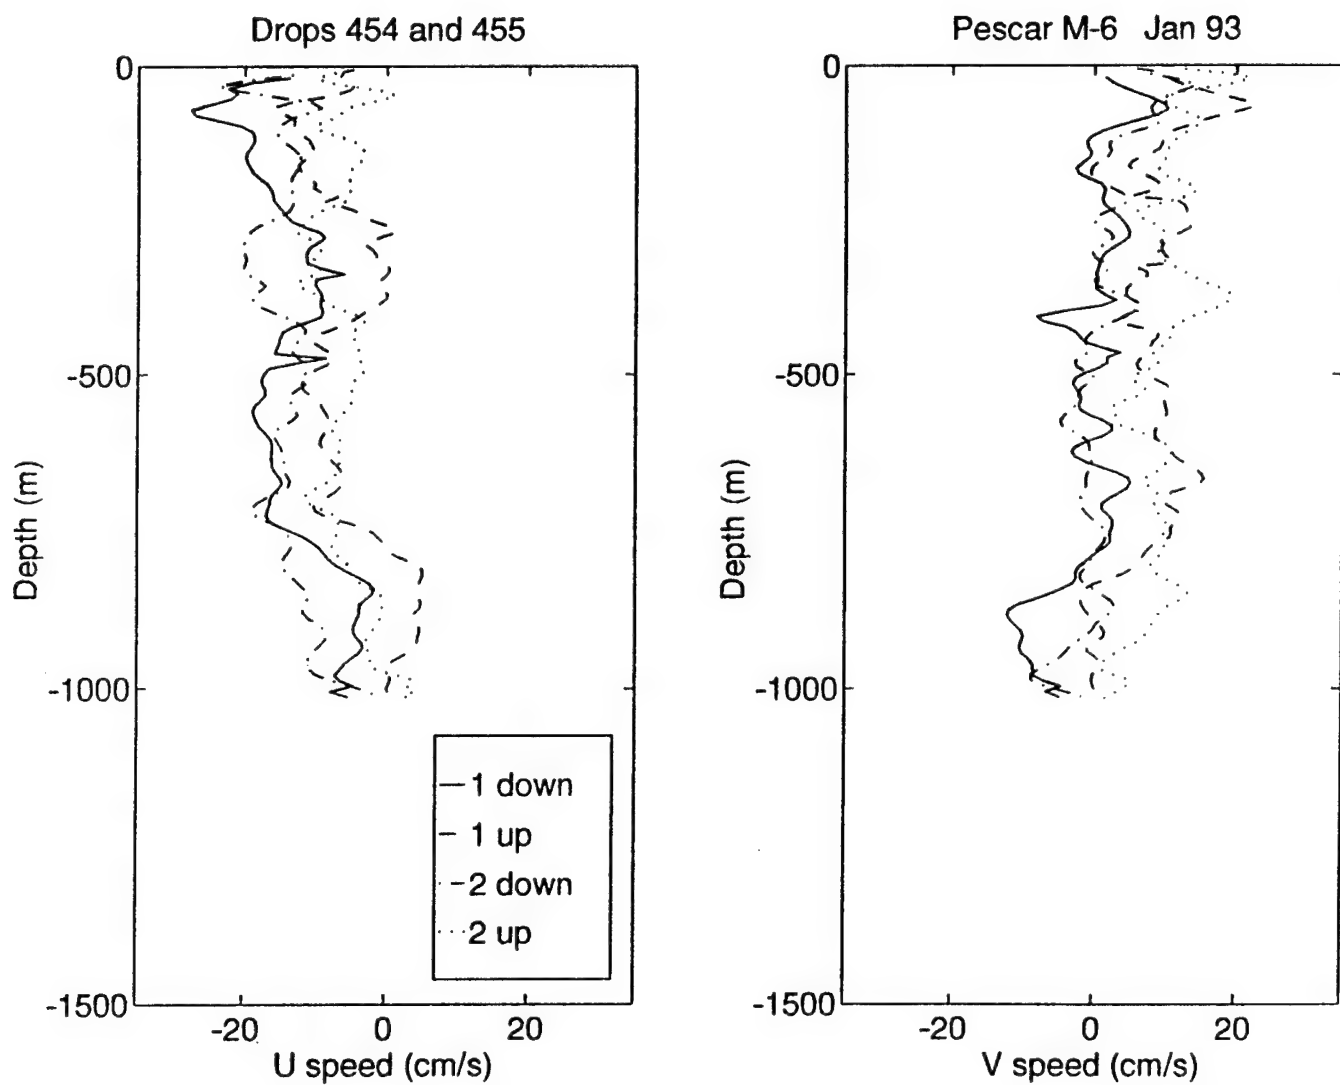 Drops 454 and 455
0
-500
-1000
-1500
Depth (m)
-20 0 20
U speed (cm/s)
1 down
1 up
2 down
2 up
Pescar M-6 Jan 93
0
-500
-1000
-1500
Depth (m)
-20 0 20
V speed (cm/s)